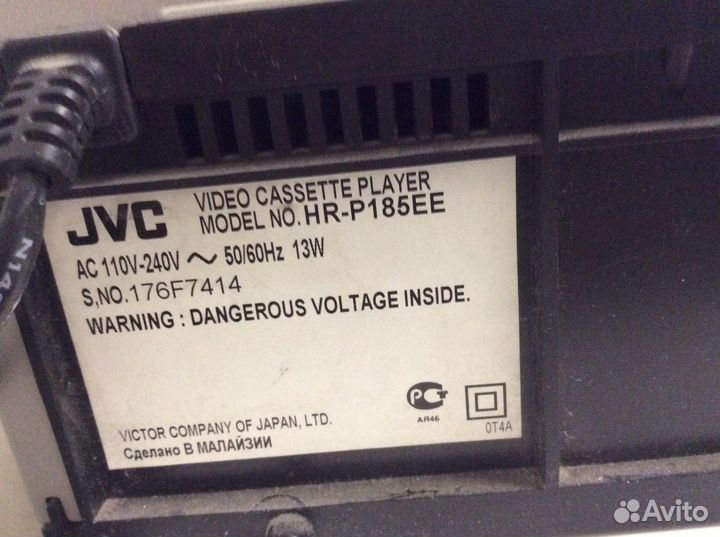 JVC
VIDEO CASSETTE PLAYER
MODEL NO. HR-P185EE
AC 110V-240V ~ 50/60Hz 13W
S.NO.176F7414
WARNING : DANGEROUS VOLTAGE INSIDE.
VICTOR COMPANY OF JAPAN, LTD.
Сделано В МАЛАЙЗИИ
РСТ
АЯ46
0T4A
Avito